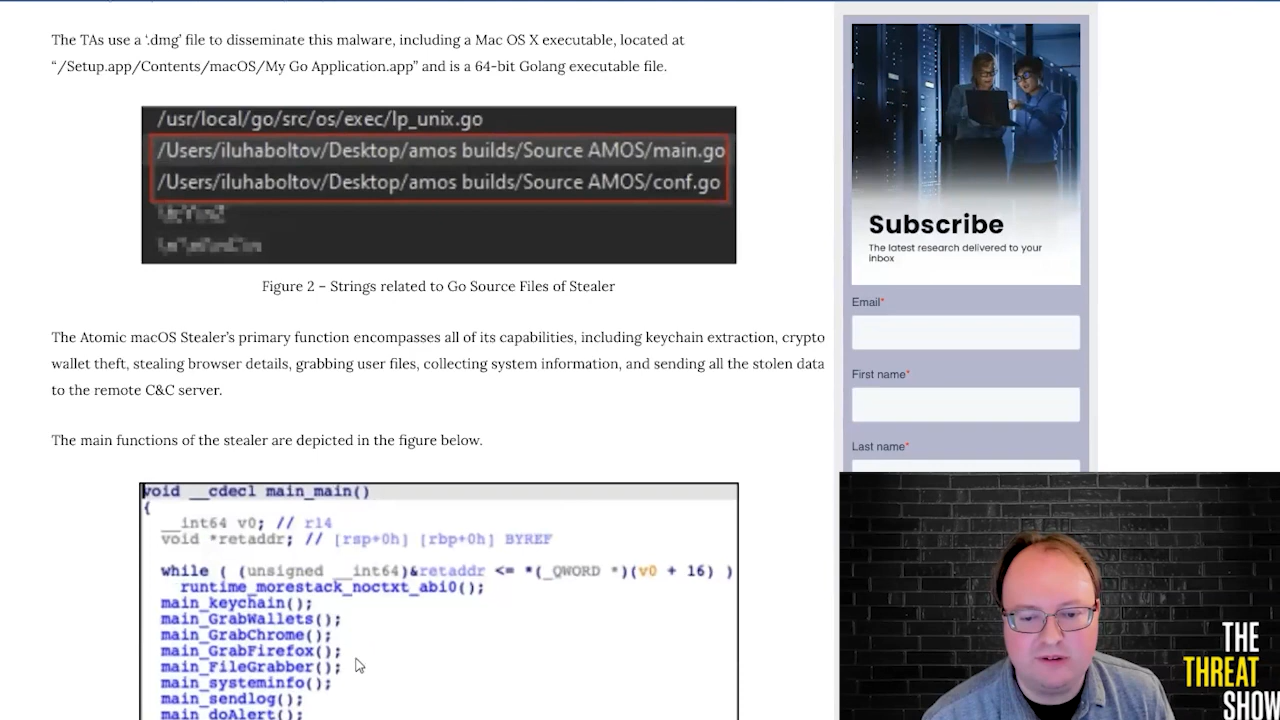 The TAs use a '.dmg' file to disseminate the malware, including a Mac OS X executable, located at
“/Setup.app/Contents/macOS/My Go Application.app” and is a 64-bit Golang executable file.
/usr/local/go/src/os/exec/lp_unix.go
/Users/iluhaboltov/Desktop/amos builds/Source AMOS/main.go
/Users/iluhaboltov/Desktop/amos builds/Source AMOS/conf.go
Figure 2 – Strings related to Go Source Files of Stealer
The Atomic macOS Stealer’s primary function encompasses all of its capabilities, including keychain extraction, crypto
wallet theft, stealing browser details, grabbing user files, collecting system information, and sending all the stolen data
to the remote C&C server.
The main functions of the stealer are depicted in the figure below.
void __cdecl main_main()
{
__int64 v0; // r14
void *retaddr; // [rsp+0h] [rbp+0h] BYREF
while ( (unsigned __int64)&retaddr <= *(_QWORD *)(v0 + 16) )
runtime_morestack_noctxt_abi0();
main_keychain();
main_GrabWallets();
main_GrabChrome();
main_GrabFirefox();
main_FileGrabber();
main_systeminfo();
main_sendlog();
main_doAlert();
Subscribe
The latest research delivered to your
inbox
Email*
First name*
Last name*
THE
THREAT
SHOW